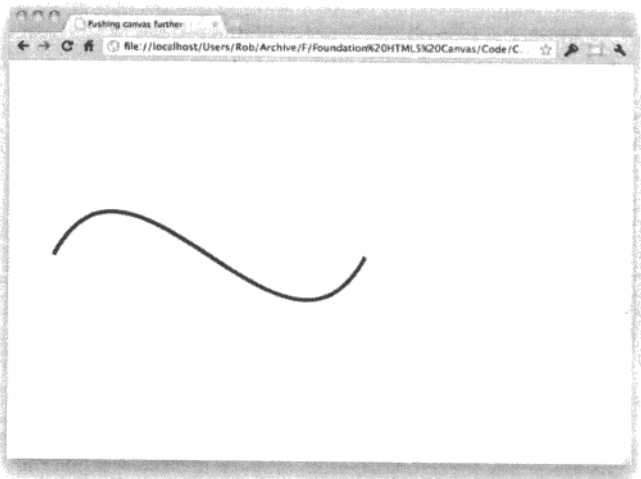 Pushing canvas further
file://localhost/Users/Rob/Archive/F/Foundation%20HTML5%20Canvas/Code/C...